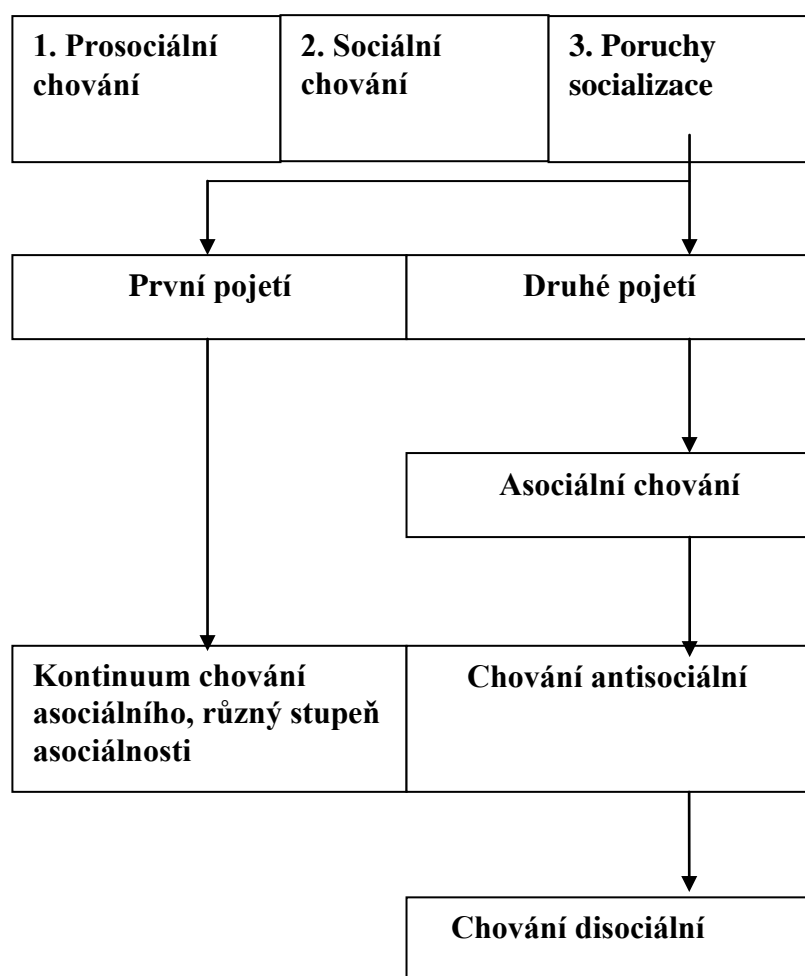 1. Prosociální
chování
2. Sociální
chování
3. Poruchy
socializace
První pojetí
Druhé pojetí
Asociální chování
Kontinuum chování
asociálního, různý stupeň
asociálnosti
Chování antisociální
Chování disociální